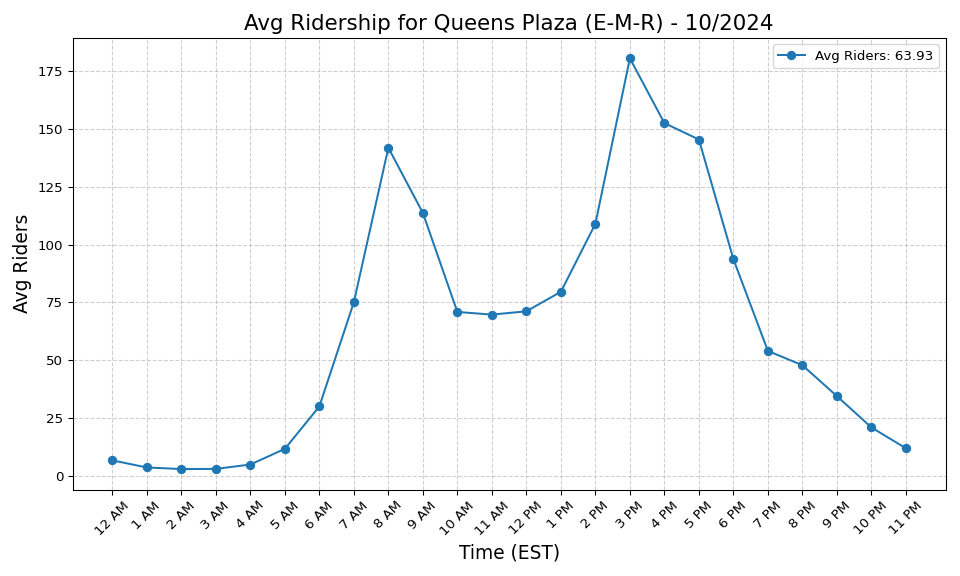 Avg Ridership for Queens Plaza (E-M-R) - 10/2024
Avg Riders: 63.93
175
150
125
100
75
50
25
0
Avg Riders
12 AM 1 AM 2 AM 3 AM 4 AM 5 AM 6 AM 7 AM 8 AM 9 AM 10 AM 11 AM 12 PM 1 PM 2 PM 3 PM 4 PM 5 PM 6 PM 7 PM 8 PM 9 PM 10 PM 11 PM
Time (EST)